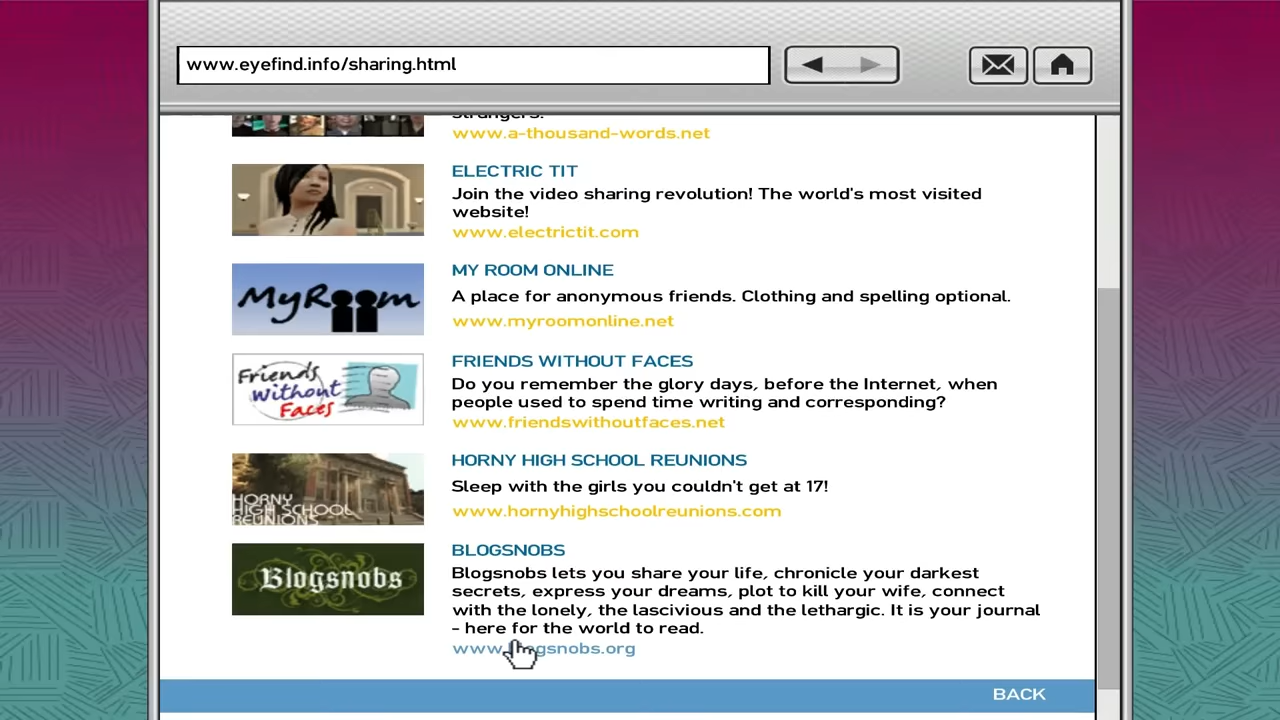 www.eyefind.info/sharing.html
strangers.
www.a-thousand-words.net
ELECTRIC TIT
Join the video sharing revolution! The world's most visited
website!
www.electrictit.com
MyRoom
MY ROOM ONLINE
A place for anonymous friends. Clothing and spelling optional.
www.myroomonline.net
Friends
Without
Faces
FRIENDS WITHOUT FACES
Do you remember the glory days, before the Internet, when
people used to spend time writing and corresponding?
www.friendswithoutfaces.net
HORNY
HIGH SCHOOL
REUNIONS
HORNY HIGH SCHOOL REUNIONS
Sleep with the girls you couldn't get at 17!
www.hornyhighschoolreunions.com
Blogsnobs
BLOGSNOBS
Blogsnobs lets you share your life, chronicle your darkest
secrets, express your dreams, plot to kill your wife, connect
with the lonely, the lascivious and the lethargic. It is your journal
- here for the world to read.
www.blogsnobs.org
BACK